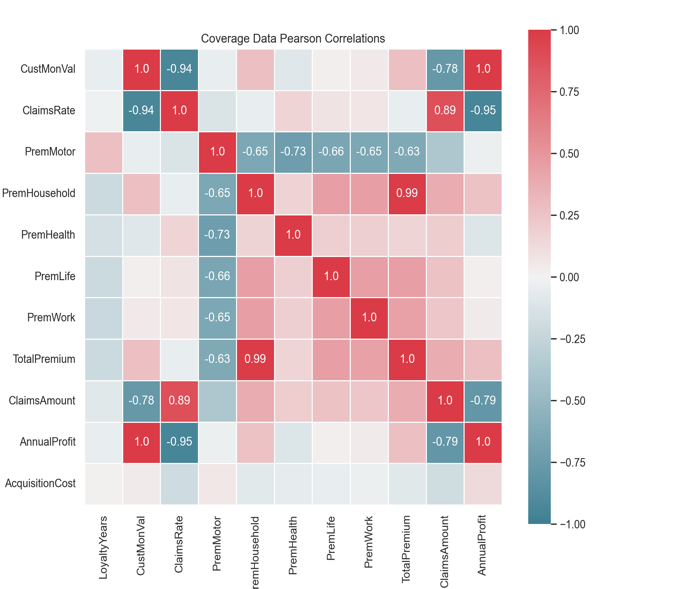 Coverage Data Pearson Correlations
CustMonVal 1.0 -0.94 -0.78 1.0
ClaimsRate -0.94 1.0 0.89 -0.95
PremMotor 1.0 -0.65 -0.73 -0.66 -0.65 -0.63
PremHousehold -0.65 1.0 0.99
PremHealth -0.73 1.0
PremLife -0.66 1.0
PremWork -0.65 1.0
TotalPremium -0.63 0.99 1.0
ClaimsAmount -0.78 0.89 1.0 -0.79
AnnualProfit 1.0 -0.95 -0.79 1.0
AcquisitionCost
LoyaltyYears
CustMonVal
ClaimsRate
PremMotor
remHousehold
PremHealth
PremLife
PremWork
TotalPremium
ClaimsAmount
AnnualProfit
1.00
0.75
0.50
0.25
0.00
−0.25
−0.50
−0.75
−1.00